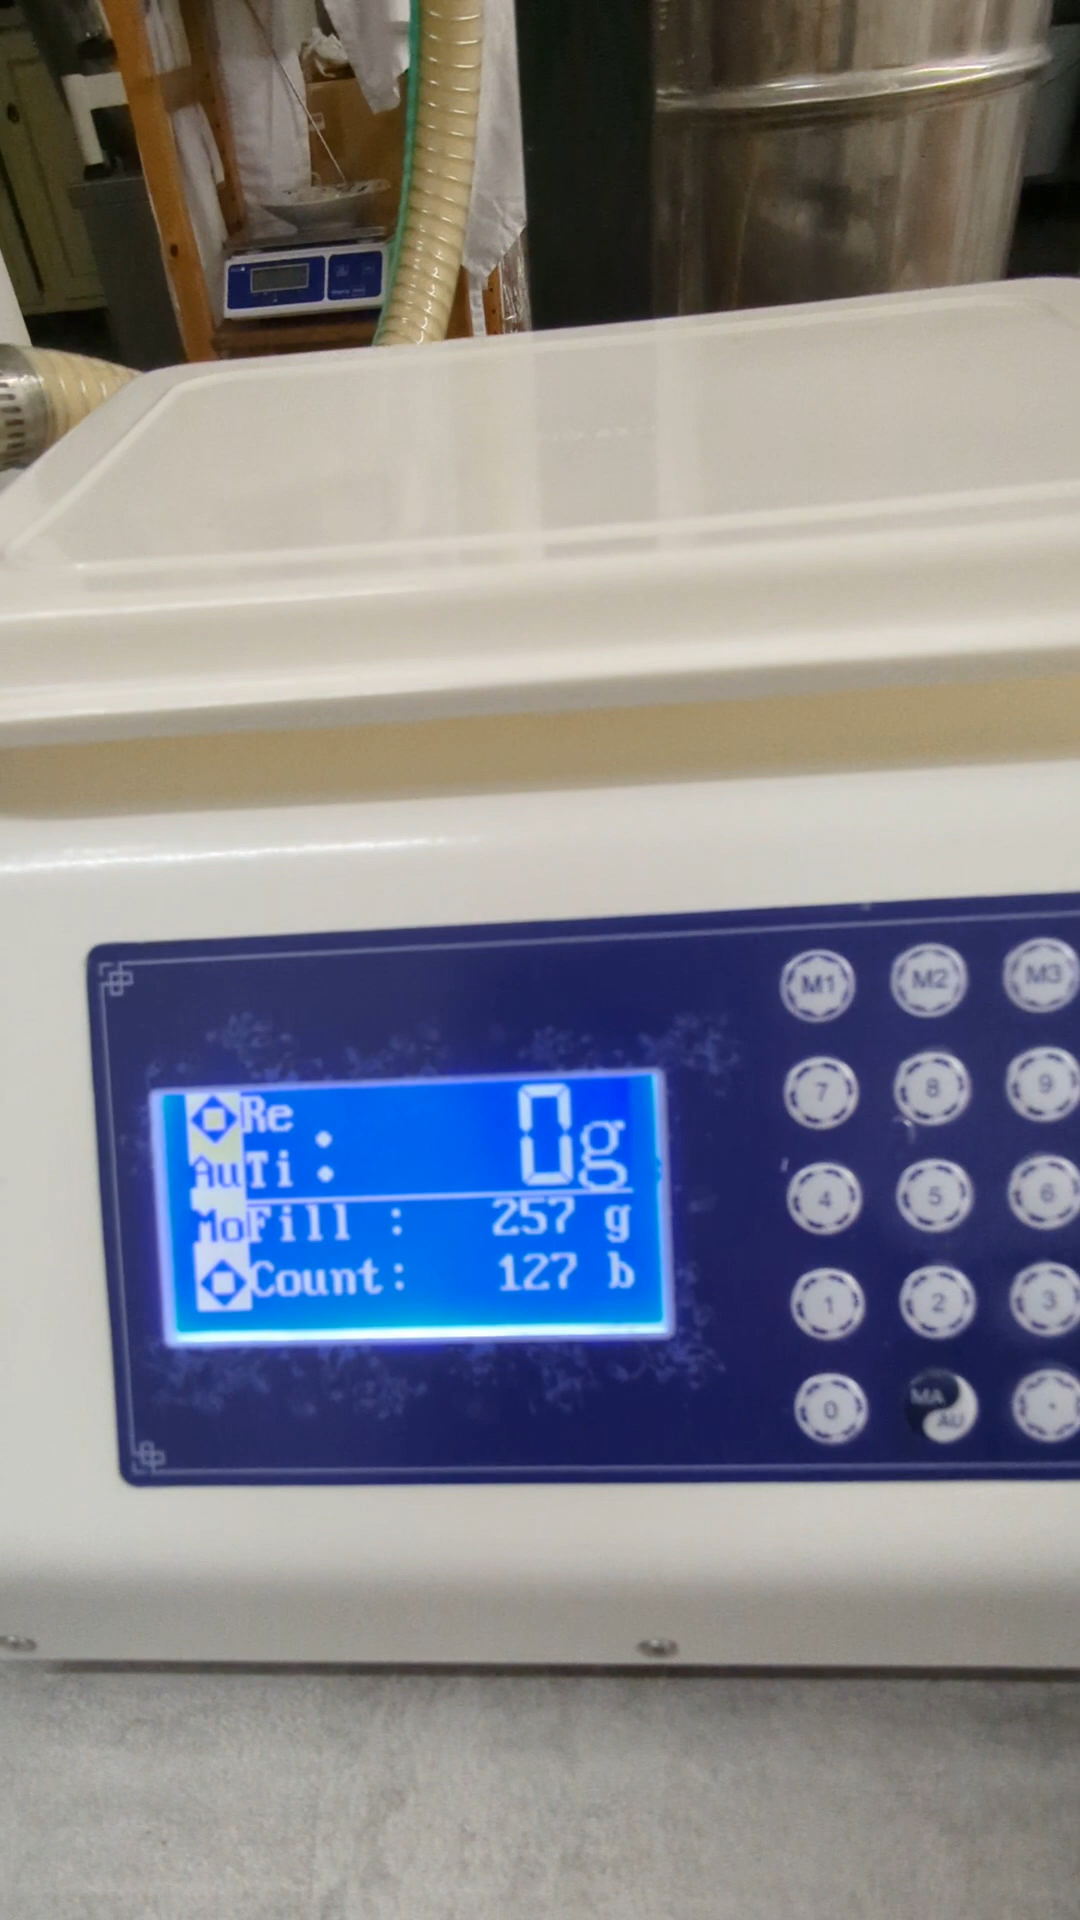 Re : 0g
AuTi :
MoFill : 257 g
Count: 127 b
M1 M2 M3
7 8 9
4 5 6
1 2 3
0 MA AU .